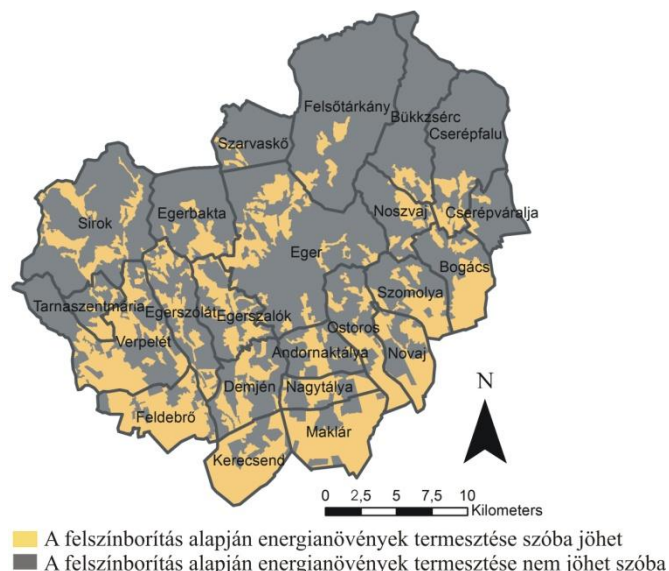 Felsőtárkány
Bükkzsérc
Cserépfalu
Szarvaskő
Sirok
Egerbakta
Noszvaj
Cserépváralja
Eger
Bogács
Tarnaszentmária
Egerszólát
Egerszalók
Szomolya
Verpelét
Ostoros
Andornaktálya
Novaj
Demjén
Nagytálya
Feldebrő
Maklár
Kerecsend
N
0 2,5 5 7,5 10
Kilometers
A felszínborítás alapján energianövények termesztése szóba jöhet
A felszínborítás alapján energianövények termesztése nem jöhet szóba